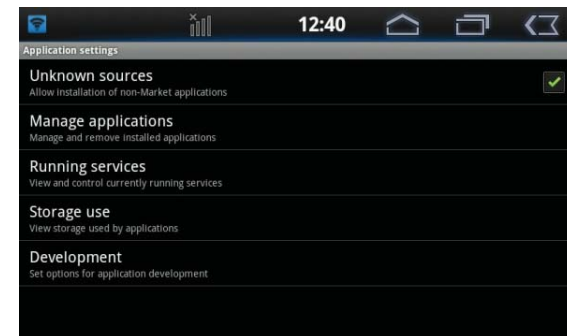 12:40
Application settings
Unknown sources
Allow installation of non-Market applications
Manage applications
Manage and remove installed applications
Running services
View and control currently running services
Storage use
View storage used by applications
Development
Set options for application development